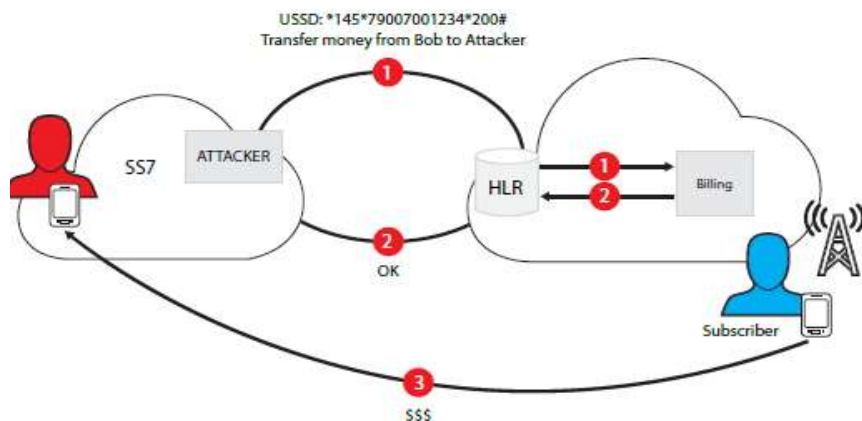 USSD: *145*79007001234*200#
Transfer money from Bob to Attacker
1
SS7
ATTACKER
HLR
1
2
Billing
2
OK
Subscriber
3
$$$